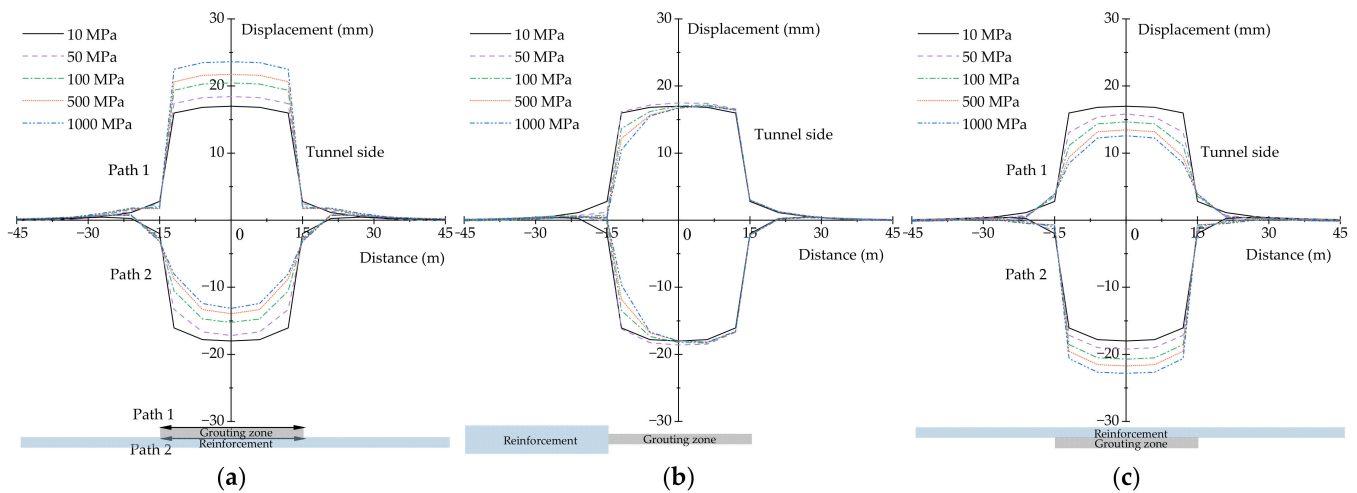 30
Displacement (mm)
10 MPa
50 MPa
100 MPa
500 MPa
1000 MPa
20
10
Path 1
Tunnel side
-45
-30
-15
0
15
30
45
Distance (m)
Path 2
−10
−20
−30
Path 1
Grouting zone
Reinforcement
Path 2
(a)
30
Displacement (mm)
10 MPa
50 MPa
100 MPa
500 MPa
1000 MPa
20
10
Tunnel side
-45
-30
-15
0
15
30
45
Distance (m)
−10
−20
−30
Reinforcement
Grouting zone
(b)
30
Displacement (mm)
10 MPa
50 MPa
100 MPa
500 MPa
1000 MPa
20
10
Path 1
Tunnel side
-45
-30
-15
0
15
30
45
Distance (m)
Path 2
−10
−20
−30
Reinforcement
Grouting zone
(c)